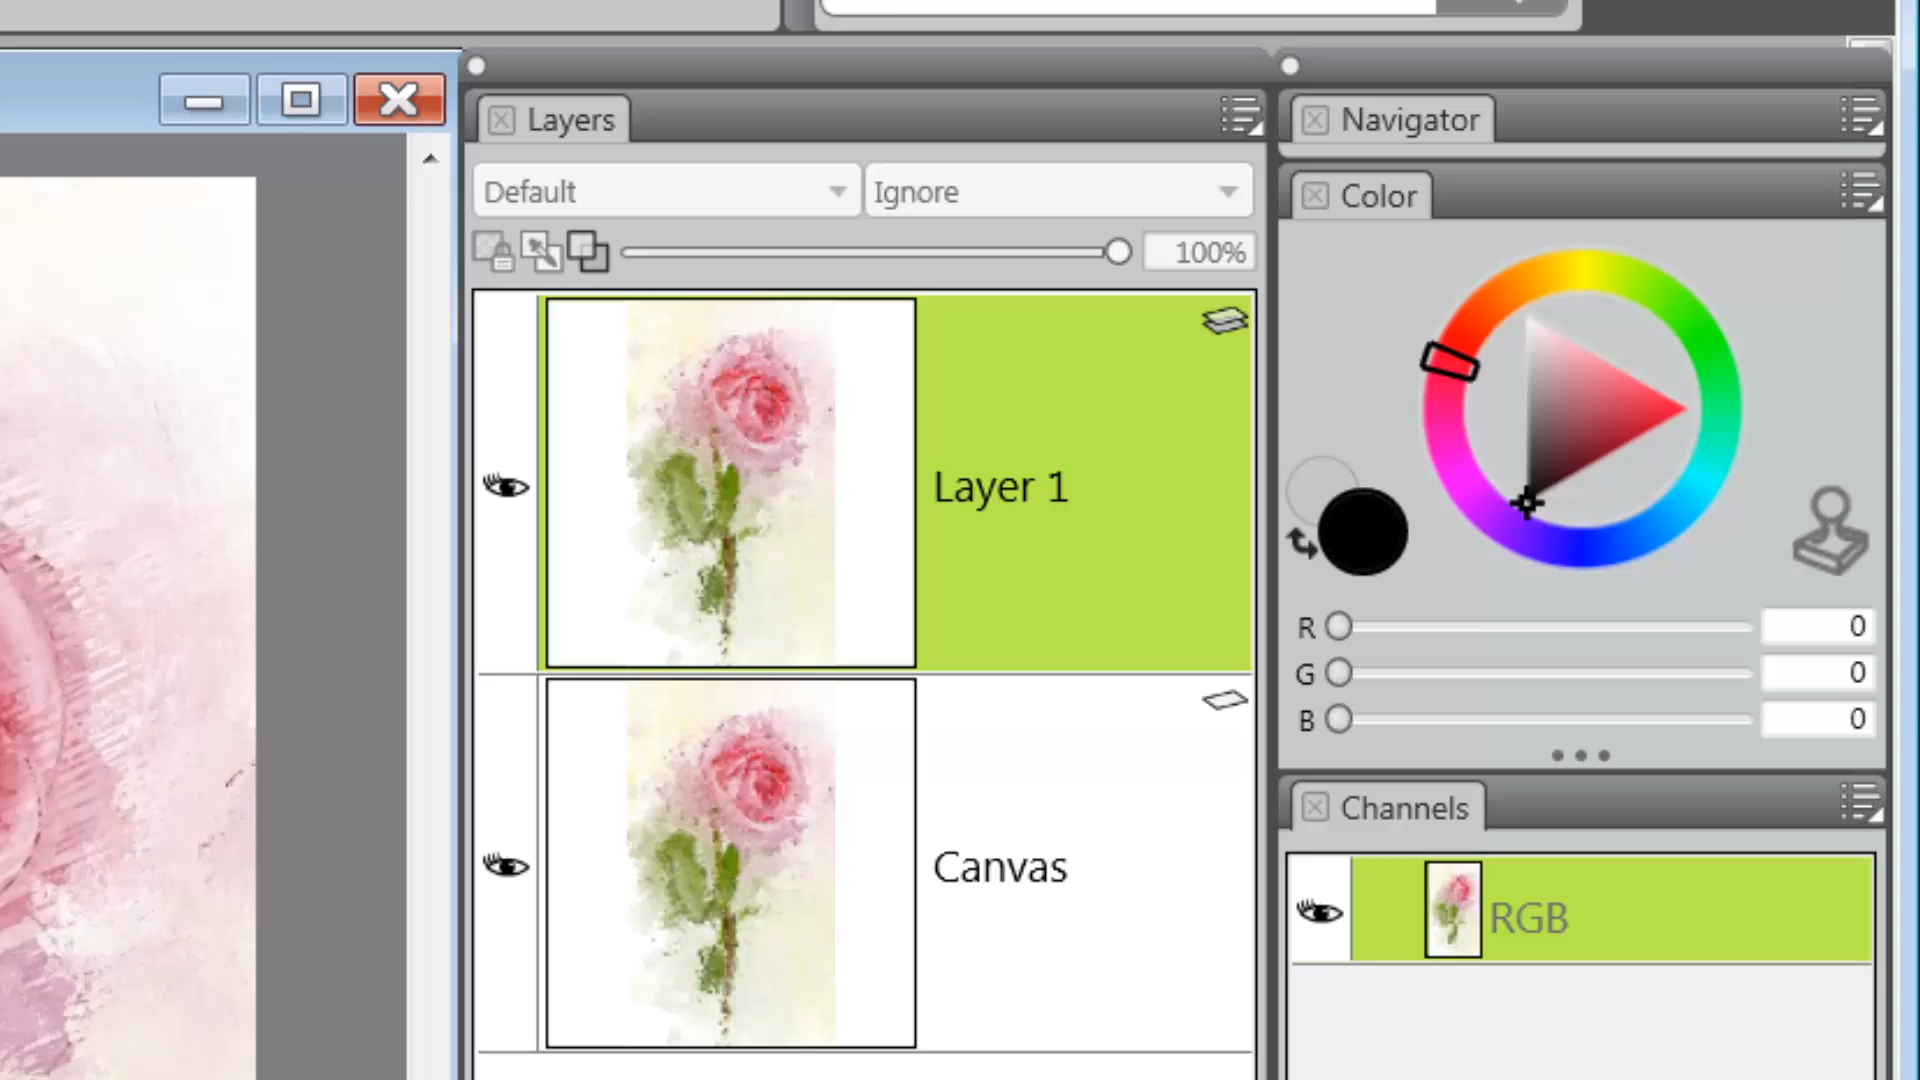 Layers
Default
Ignore
100%
Layer 1
Canvas
Navigator
Color
R 0
G 0
B 0
Channels
RGB